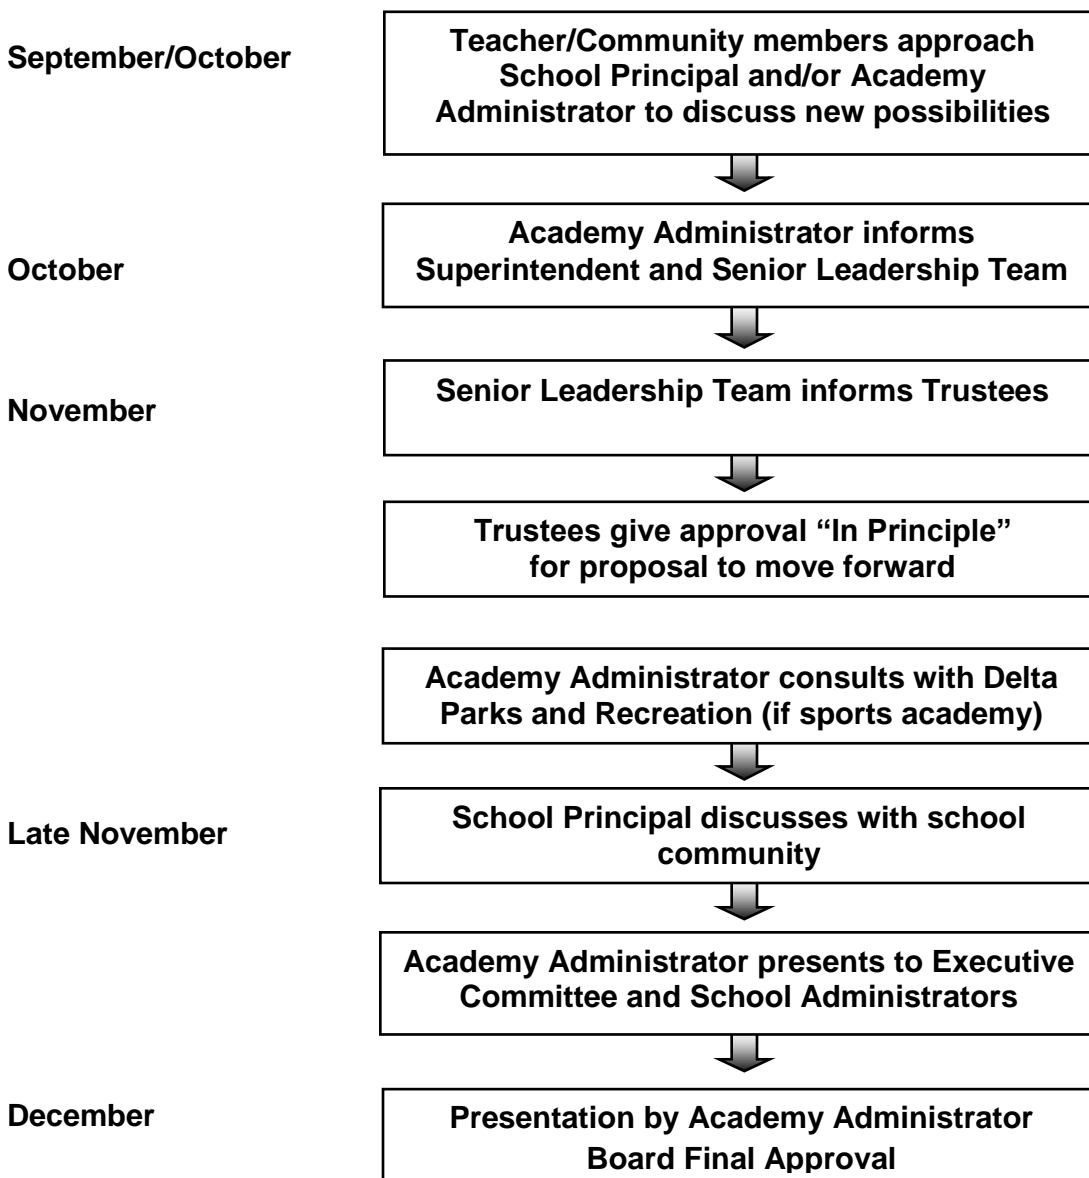 September/October
Teacher/Community members approach
School Principal and/or Academy
Administrator to discuss new possibilities
October
Academy Administrator informs
Superintendent and Senior Leadership Team
November
Senior Leadership Team informs Trustees
Trustees give approval “In Principle”
for proposal to move forward
Academy Administrator consults with Delta
Parks and Recreation (if sports academy)
Late November
School Principal discusses with school
community
Academy Administrator presents to Executive
Committee and School Administrators
December
Presentation by Academy Administrator
Board Final Approval